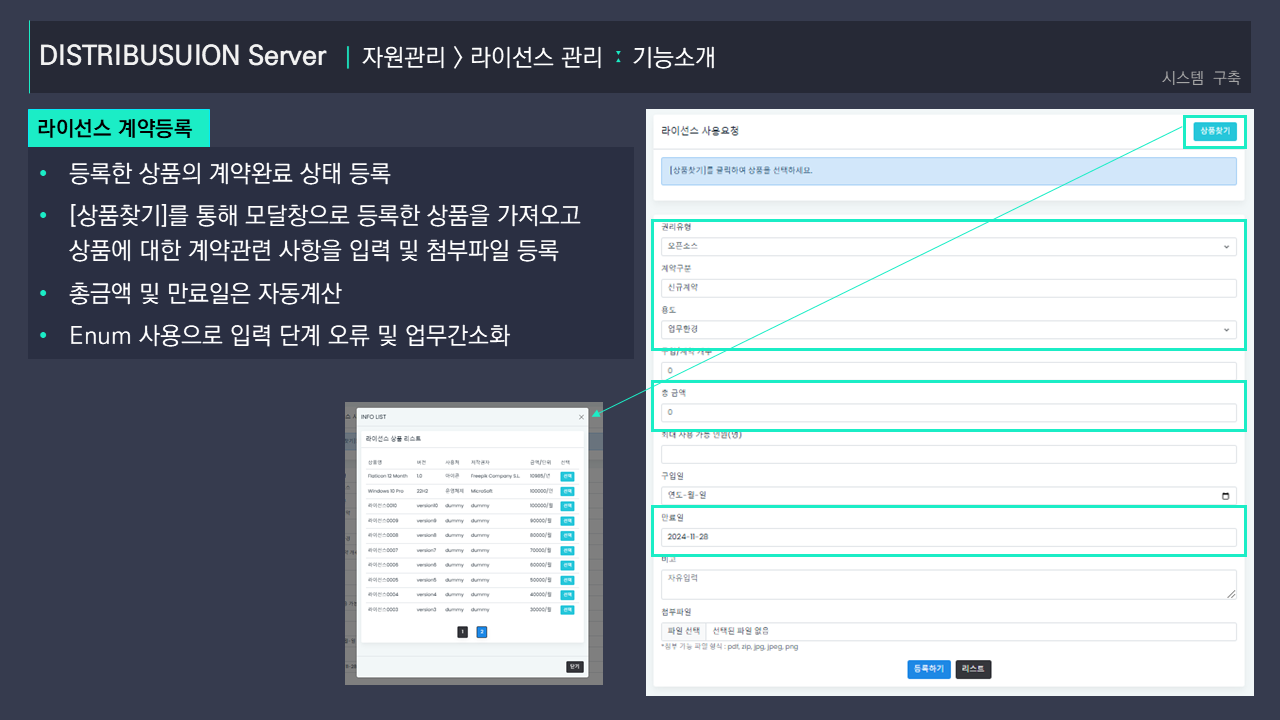 DISTRIBUSUION Server | 자원관리 > 라이선스 관리 : 기능소개
시스템 구축
라이선스 계약등록
• 등록한 상품의 계약완료 상태 등록
• [상품찾기]를 통해 모달창으로 등록한 상품을 가져오고
상품에 대한 계약관련 사항을 입력 및 첨부파일 등록
• 총금액 및 만료일은 자동계산
• Enum 사용으로 입력 단계 오류 및 업무간소화
INFO LIST ×
라이선스 상품 리스트
상품명 버전 사용처 저작권자 금액/단위 선택
Flaticon 12 Month 1.0 아이콘 Freepik Company S.L. 10985/년 선택
Windows 10 Pro 22H2 운영체제 MicroSoft 100000/건 선택
라이선스0010 version10 dummy dummy 100000/월 선택
라이선스0009 version9 dummy dummy 90000/월 선택
라이선스0008 version8 dummy dummy 80000/월 선택
라이선스0007 version7 dummy dummy 70000/월 선택
라이선스0006 version6 dummy dummy 60000/월 선택
라이선스0005 version5 dummy dummy 50000/월 선택
라이선스0004 version4 dummy dummy 40000/월 선택
라이선스0003 version3 dummy dummy 30000/월 선택
1 2
닫기
라이선스 사용요청 상품찾기
[상품찾기]를 클릭하여 상품을 선택하세요.
권리유형
오픈소스
계약구분
신규계약
용도
업무환경
구입/계약 개수
0
총 금액
0
최대 사용 가능 인원(명)
구입일
연도-월-일
만료일
2024-11-28
비고
자유입력
첨부파일
파일 선택 선택된 파일 없음
*첨부 가능 파일 형식 : pdf, zip, jpg, jpeg, png
등록하기 리스트